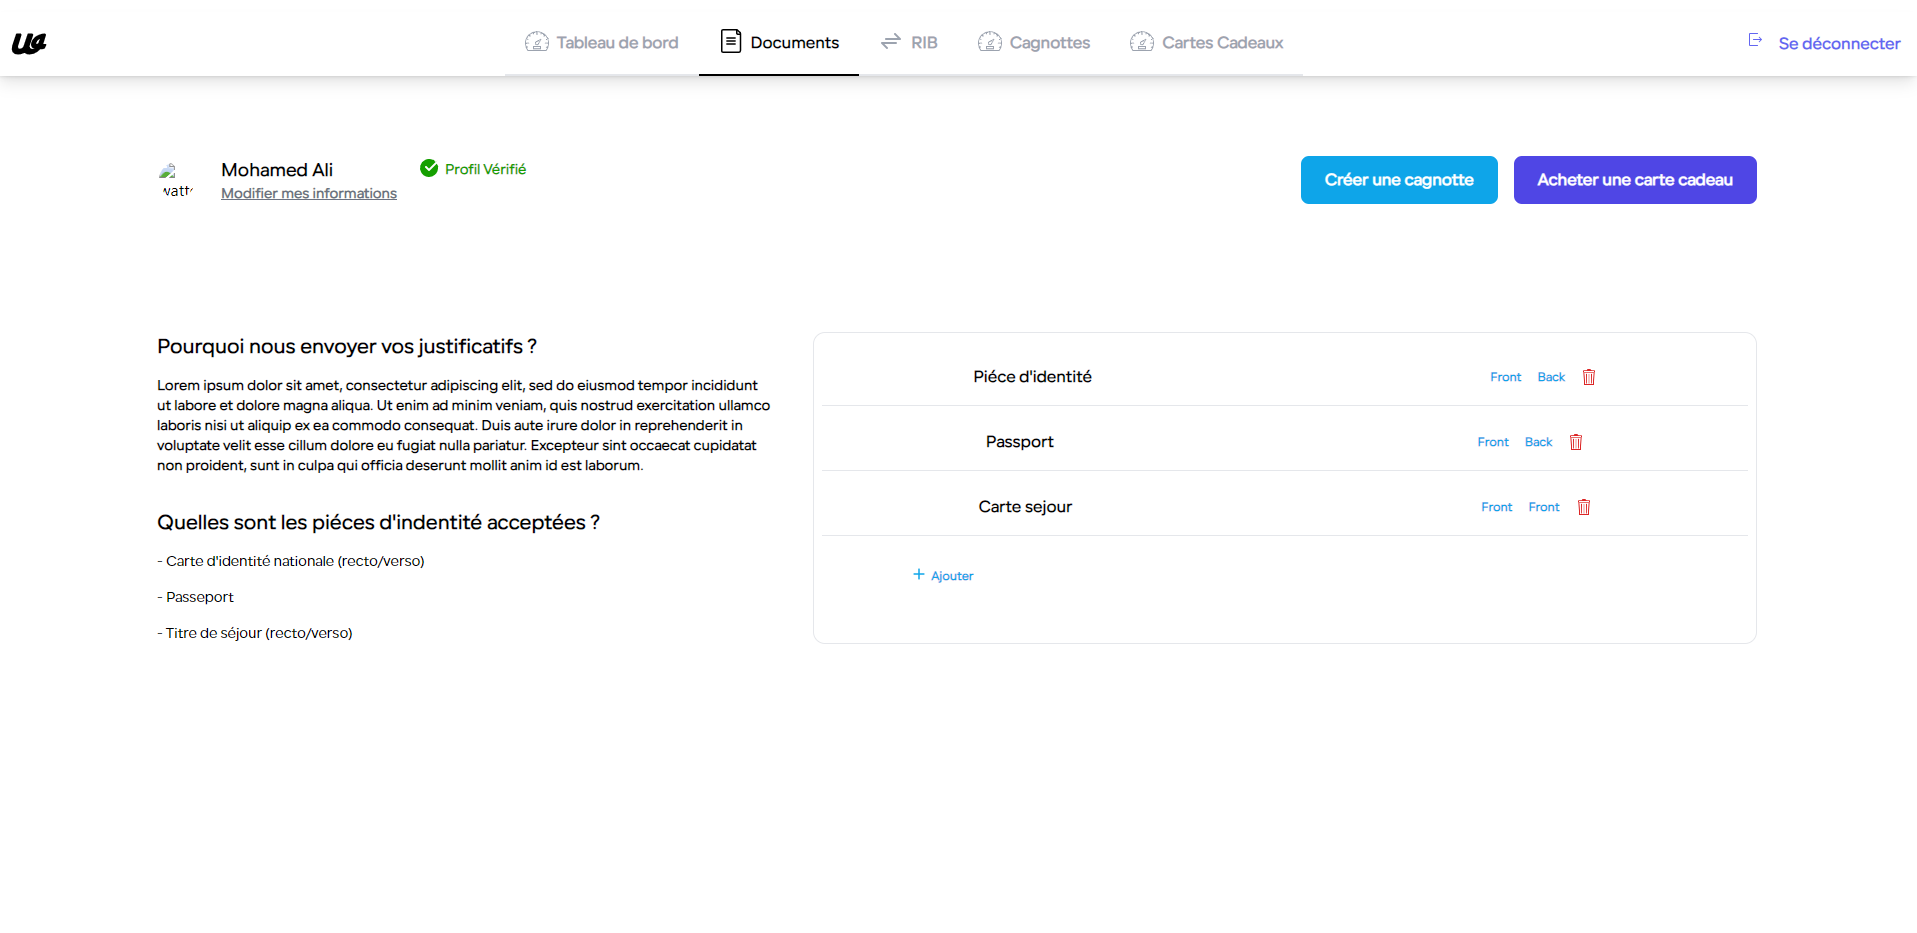 Tableau de bord
Documents
RIB
Cagnottes
Cartes Cadeaux
Se déconnecter
Mohamed Ali
Modifier mes informations
Profil Vérifié
Créer une cagnotte
Acheter une carte cadeau
Pourquoi nous envoyer vos justificatifs ?
Lorem ipsum dolor sit amet, consectetur adipiscing elit, sed do eiusmod tempor incididunt
ut labore et dolore magna aliqua. Ut enim ad minim veniam, quis nostrud exercitation ullamco
laboris nisi ut aliquip ex ea commodo consequat. Duis aute irure dolor in reprehenderit in
voluptate velit esse cillum dolore eu fugiat nulla pariatur. Excepteur sint occaecat cupidatat
non proident, sunt in culpa qui officia deserunt mollit anim id est laborum.
Quelles sont les piéces d'indentité acceptées ?
- Carte d'identité nationale (recto/verso)
- Passeport
- Titre de séjour (recto/verso)
Piéce d'identité Front Back
Passport Front Back
Carte sejour Front Front
+ Ajouter